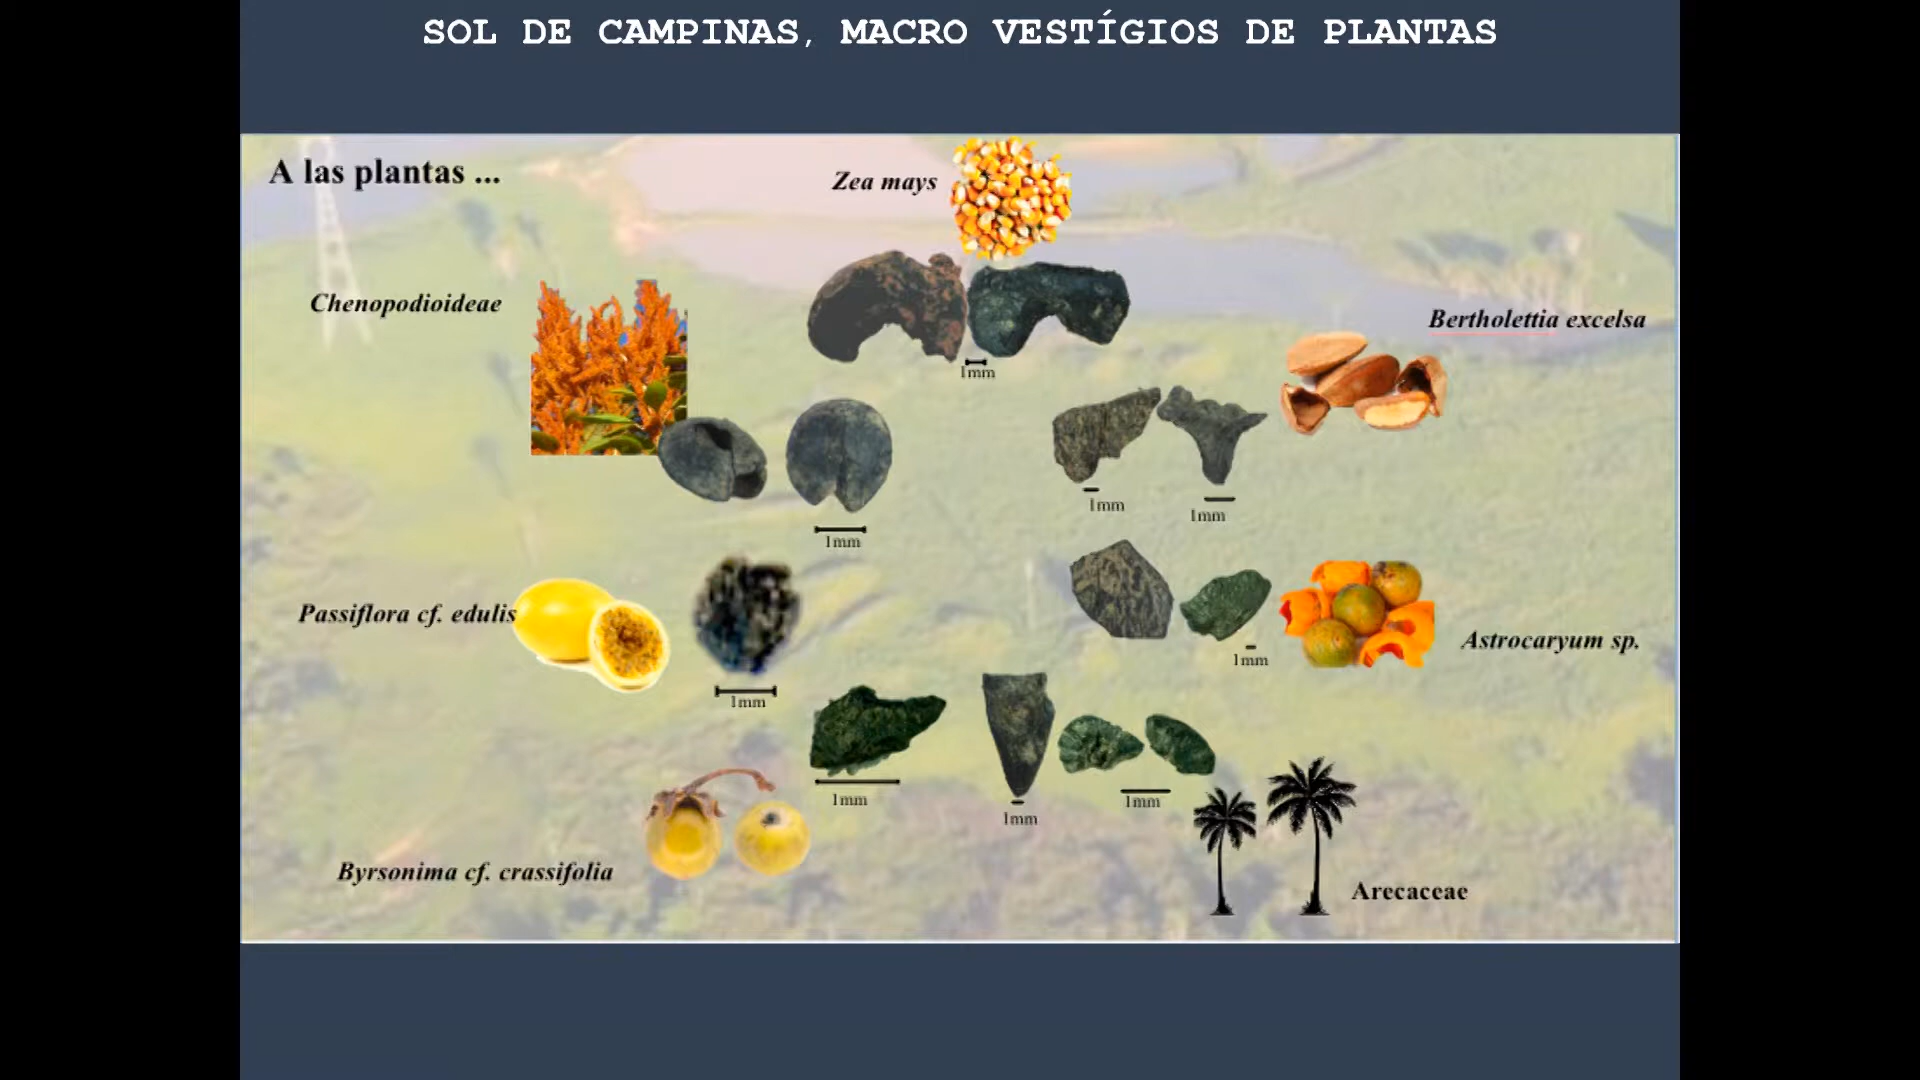 SOL DE CAMPINAS, MACRO VESTÍGIOS DE PLANTAS
A las plantas ...
Zea mays
Chenopodioideae
Bertholettia excelsa
1mm
1mm
1mm
1mm
Passiflora cf. edulis
Astrocaryum sp.
1mm
1mm
1mm
1mm
1mm
Byrsonima cf. crassifolia
Arecaceae